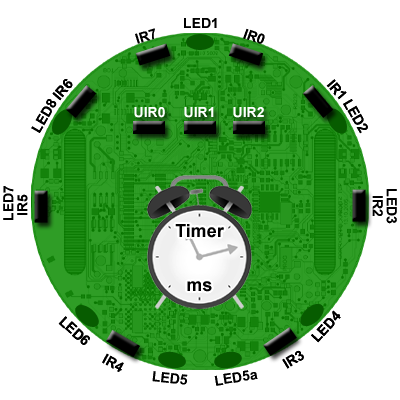 LED1
IR7
IR0
LED8 IR6
IR1 LED2
UIR0 UIR1 UIR2
LED7
IR5
IR2
LED3
Timer
ms
LED6
LED4
IR4
IR3
LED5
LED5a